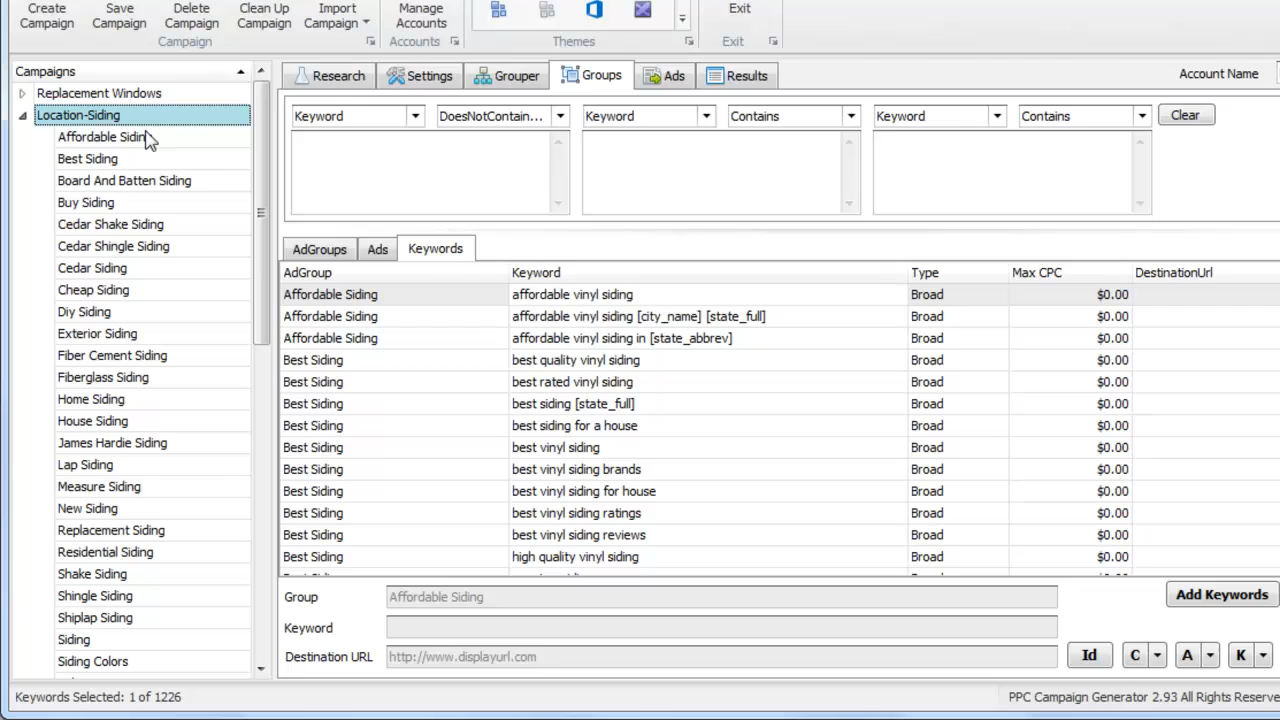 Create Campaign
Save Campaign
Delete Campaign
Clean Up Campaign
Import Campaign
Campaign
Manage Accounts
Accounts
Themes
Exit
Exit
Campaigns
Replacement Windows
Location-Siding
Affordable Siding
Best Siding
Board And Batten Siding
Buy Siding
Cedar Shake Siding
Cedar Shingle Siding
Cedar Siding
Cheap Siding
Diy Siding
Exterior Siding
Fiber Cement Siding
Fiberglass Siding
Home Siding
House Siding
James Hardie Siding
Lap Siding
Measure Siding
New Siding
Replacement Siding
Residential Siding
Shake Siding
Shingle Siding
Shiplap Siding
Siding
Siding Colors
Research Settings Grouper Groups Ads Results
Account Name
Keyword DoesNotContain... Keyword Contains Keyword Contains Clear
AdGroups Ads Keywords
AdGroup Keyword Type Max CPC DestinationUrl
Affordable Siding affordable vinyl siding Broad $0.00
Affordable Siding affordable vinyl siding [city_name] [state_full] Broad $0.00
Affordable Siding affordable vinyl siding in [state_abbrev] Broad $0.00
Best Siding best quality vinyl siding Broad $0.00
Best Siding best rated vinyl siding Broad $0.00
Best Siding best siding [state_full] Broad $0.00
Best Siding best siding for a house Broad $0.00
Best Siding best vinyl siding Broad $0.00
Best Siding best vinyl siding brands Broad $0.00
Best Siding best vinyl siding for house Broad $0.00
Best Siding best vinyl siding ratings Broad $0.00
Best Siding best vinyl siding reviews Broad $0.00
Best Siding high quality vinyl siding Broad $0.00
Group Affordable Siding
Add Keywords
Keyword
Destination URL http://www.displayurl.com
Id C A K
Keywords Selected: 1 of 1226
PPC Campaign Generator 2.93 All Rights Reserve